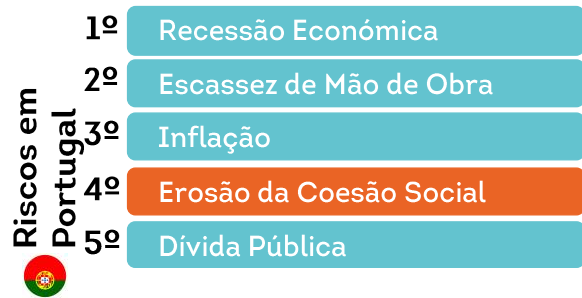 Riscos em
Portugal
1º Recessão Económica
2º Escassez de Mão de Obra
3º Inflação
4º Erosão da Coesão Social
5º Dívida Pública